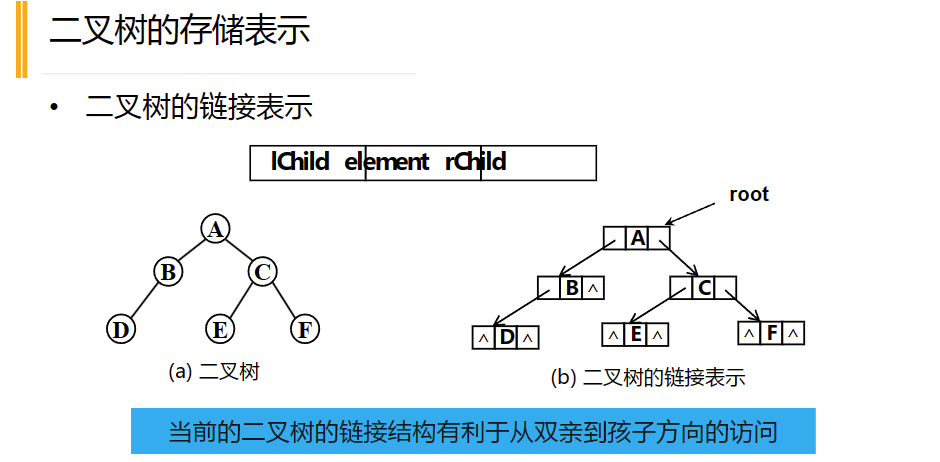 二叉树的存储表示
• 二叉树的链接表示
lChild element rChild
root
A
B
C
D
E
F
A
B ∧
C
∧ D ∧
∧ E ∧
∧ F ∧
(a) 二叉树
(b) 二叉树的链接表示
当前的二叉树的链接结构有利于从双亲到孩子方向的访问